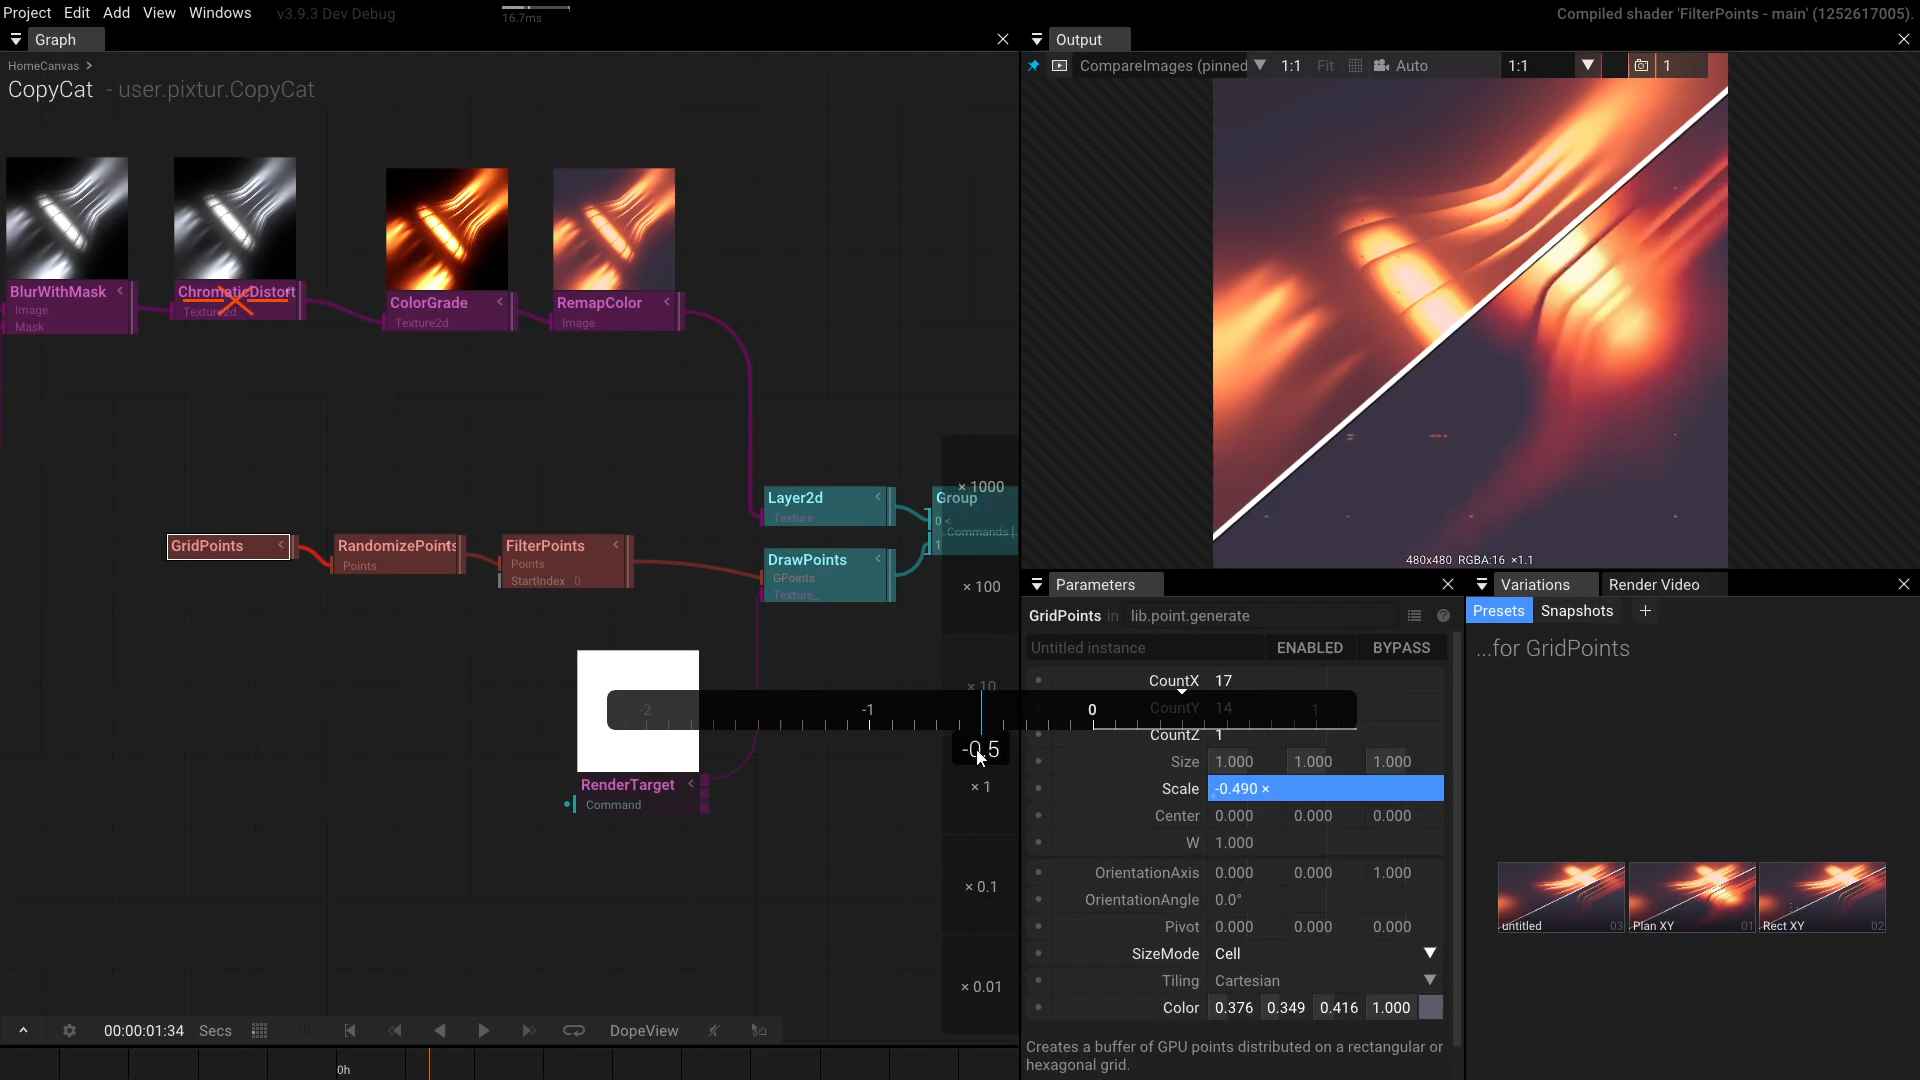 Project Edit Add View Windows v3.9.3 Dev Debug 16.7ms Compiled shader 'FilterPoints - main' (1252617005).
Graph
HomeCanvas >
CopyCat - user.pixtur.CopyCat
BlurWithMask <
Image
Mask
ChromaticDistort
Texture2d
ColorGrade <
Texture2d
RemapColor <
Image
Layer2d <
Texture
Group
0 <
Commands [
1
GridPoints <
RandomizePoints
Points
FilterPoints <
Points
StartIndex 0
DrawPoints <
GPoints
Texture_
RenderTarget <
Command
× 1000
× 100
× 10
-2 -1 0 1
-0.5
× 1
× 0.1
× 0.01
00:00:01:34 Secs 10 DopeView
0h
Output
CompareImages (pinned 1:1 Fit Auto 1:1 1
480x480 RGBA:16 ×1.1
Parameters
GridPoints in lib.point.generate
Untitled instance ENABLED BYPASS
CountX 17
CountY 14
CountZ 1
Size 1.000 1.000 1.000
Scale -0.490 ×
Center 0.000 0.000 0.000
W 1.000
OrientationAxis 0.000 0.000 1.000
OrientationAngle 0.0°
Pivot 0.000 0.000 0.000
SizeMode Cell
Tiling Cartesian
Color 0.376 0.349 0.416 1.000
Creates a buffer of GPU points distributed on a rectangular or
hexagonal grid.
Variations Render Video
Presets Snapshots +
...for GridPoints
untitled 03 Plan XY 01 Rect XY 02